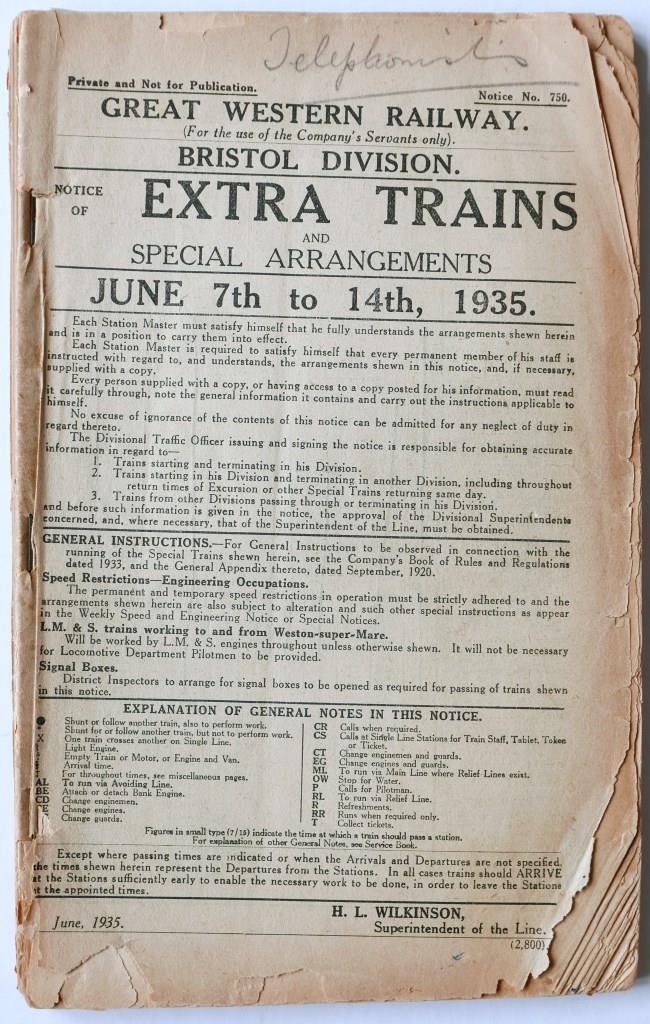 Telephonists
Private and Not for Publication.
Notice No. 750.
GREAT WESTERN RAILWAY.
(For the use of the Company's Servants only).
BRISTOL DIVISION.
NOTICE OF EXTRA TRAINS
AND
SPECIAL ARRANGEMENTS
JUNE 7th to 14th, 1935.
Each Station Master must satisfy himself that he fully understands the arrangements shewn herein
and is in a position to carry them into effect.
Each Station Master is required to satisfy himself that every permanent member of his staff is
instructed with regard to, and understands, the arrangements shewn in this notice, and, if necessary,
supplied with a copy.
Every person supplied with a copy, or having access to a copy posted for his information, must read
it carefully through, note the general information it contains and carry out the instructions applicable to
himself.
No excuse of ignorance of the contents of this notice can be admitted for any neglect of duty in
regard thereto.
The Divisional Traffic Officer issuing and signing the notice is responsible for obtaining accurate
information in regard to—
1. Trains starting and terminating in his Division.
2. Trains starting in his Division and terminating in another Division, including throughout
return times of Excursion or other Special Trains returning same day.
3. Trains from other Divisions passing through or terminating in his Division.
and before such information is given in the notice, the approval of the Divisional Superintendents
concerned, and, where necessary, that of the Superintendent of the Line, must be obtained.
GENERAL INSTRUCTIONS.—For General Instructions to be observed in connection with the
running of the Special Trains shewn herein, see the Company's Book of Rules and Regulations
dated 1933, and the General Appendix thereto, dated September, 1920.
Speed Restrictions—Engineering Occupations.
The permanent and temporary speed restrictions in operation must be strictly adhered to and the
arrangements shewn herein are also subject to alteration and such other special instructions as appear
in the Weekly Speed and Engineering Notice or Special Notices.
L.M. & S. trains working to and from Weston-super-Mare.
Will be worked by L.M. & S. engines throughout unless otherwise shewn. It will not be necessary
for Locomotive Department Pilotmen to be provided.
Signal Boxes.
District Inspectors to arrange for signal boxes to be opened as required for passing of trains shewn
in this notice.
EXPLANATION OF GENERAL NOTES IN THIS NOTICE.
Shunt or follow another train, also to perform work.
Shunt for or follow another train, but not to perform work.
X One train crosses another on Single Line.
Light Engine.
Empty Train or Motor, or Engine and Van.
Arrival time.
For throughout times, see miscellaneous pages.
AL To run via Avoiding Line.
BE Attach or detach Bank Engine.
CD Change enginemen.
CE Change engines.
Change guards.
CR Calls when required.
CS Calls at Single Line Stations for Train Staff, Tablet, Token
or Ticket.
CT Change enginemen and guards.
EG Change engines and guards.
ML To run via Main Line where Relief Lines exist.
OW Stop for Water.
P Calls for Pilotman.
RL To run via Relief Line.
R Refreshments.
RR Runs when required only.
T Collect tickets.
Figures in small type (7/15) indicate the time at which a train should pass a station.
For explanation of other General Notes, see Service Book.
Except where passing times are indicated or when the Arrivals and Departures are not specified,
the times shewn herein represent the Departures from the Stations. In all cases trains should ARRIVE
at the Stations sufficiently early to enable the necessary work to be done, in order to leave the Stations
at the appointed times.
H. L. WILKINSON,
June, 1935.
Superintendent of the Line.
(2,800)